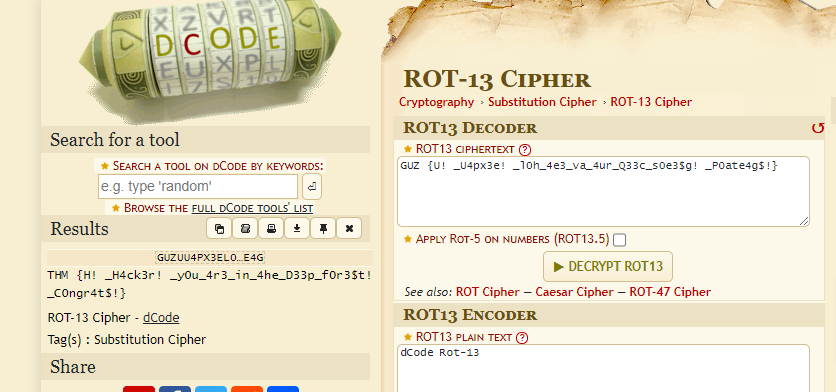 X Z V R T
D C O D E
E U X P L
Search for a tool
★ SEARCH A TOOL ON DCODE BY KEYWORDS:
e.g. type 'random'
★ BROWSE THE FULL DCODE TOOLS' LIST
Results
GUZUU4PX3ELO…E4G
THM {H! _H4ck3r! _y0u_4r3_in_4he_D33p_f0r3$t!
_C0ngr4t$!}
ROT-13 Cipher - dCode
Tag(s) : Substitution Cipher
Share
ROT-13 CIPHER
Cryptography › Substitution Cipher › ROT-13 Cipher
ROT13 DECODER
★ ROT13 CIPHERTEXT ?
GUZ {U! _U4px3e! _l0h_4e3_va_4ur_Q33c_s0e3$g! _P0ate4g$!}
★ APPLY ROT-5 ON NUMBERS (ROT13.5)
▶ DECRYPT ROT13
See also: ROT Cipher — Caesar Cipher — ROT-47 Cipher
ROT13 ENCODER
★ ROT13 PLAIN TEXT ?
dCode Rot-13